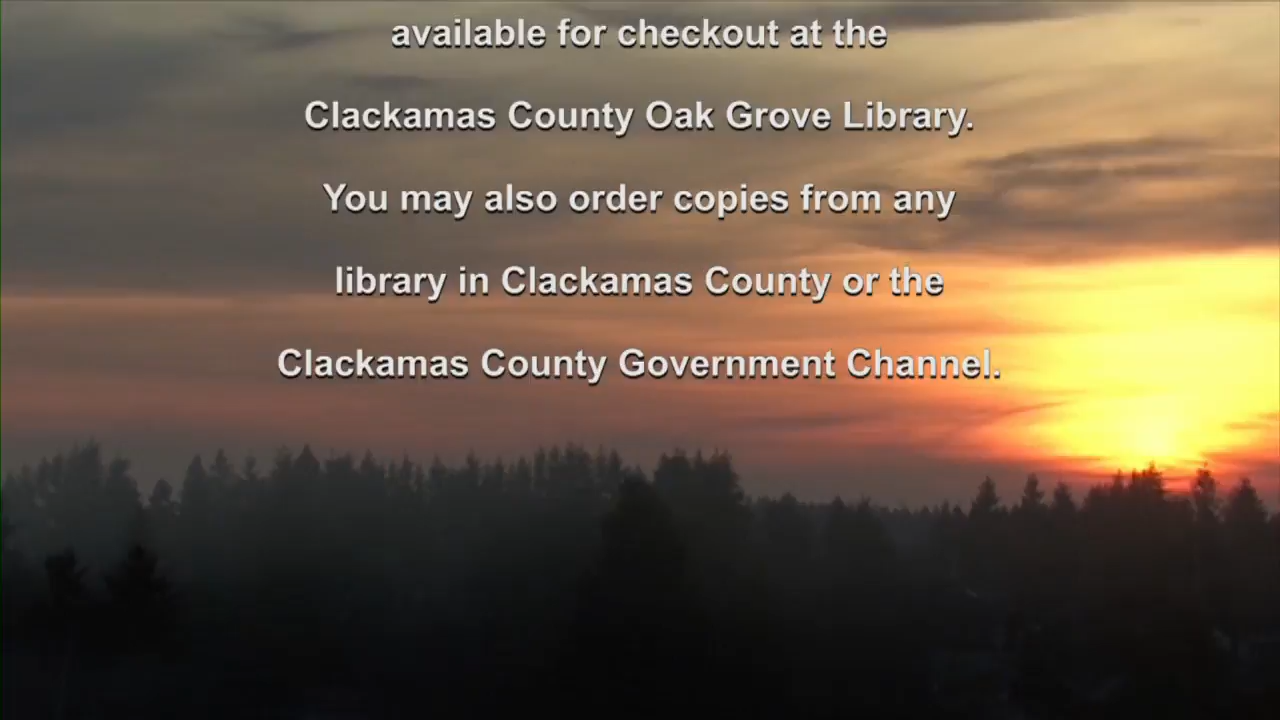 available for checkout at the
Clackamas County Oak Grove Library.
You may also order copies from any
library in Clackamas County or the
Clackamas County Government Channel.